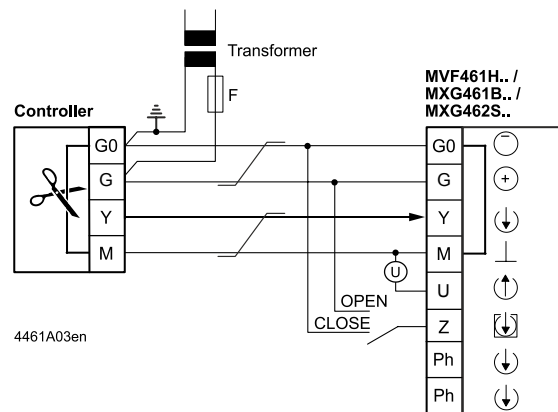 Transformer
F
MVF461H.. /
MXG461B.. /
MXG462S..
Controller
G0
G
Y
M
G0
G
Y
M
U
Z
Ph
Ph
U
OPEN
CLOSE
4461A03en